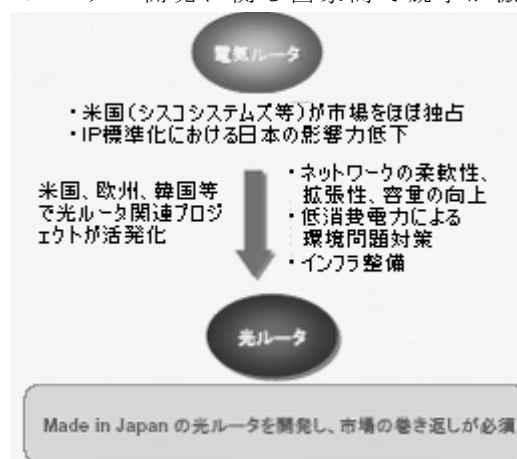 電気ルータ
・米国(シスコシステムズ等)が市場をほぼ独占
・IP標準化における日本の影響力低下
米国、欧州、韓国等
で光ルータ関連プロジ
ェクトが活発化
・ネットワークの柔軟性、
拡張性、容量の向上
・低消費電力による
環境問題対策
・インフラ整備
光ルータ
Made in Japan の光ルータを開発し、市場の巻き返しが必須